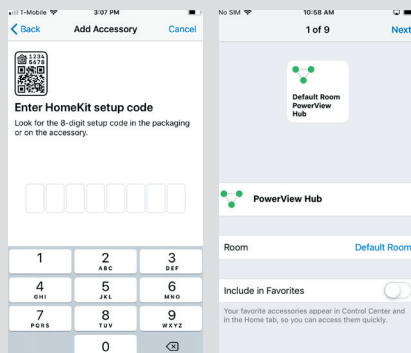 T-Mobile 3:07 PM
Back Add Accessory Cancel
1234
5678
Enter HomeKit setup code
Look for the 8-digit setup code in the packaging
or on the accessory.
1 2 3
ABC DEF
4 5 6
GHI JKL MNO
7 8 9
PQRS TUV WXYZ
0
No SIM 10:58 AM
1 of 9 Next
Default Room
PowerView
Hub
PowerView Hub
Room Default Room
Include in Favorites
Your favorite accessories appear in Control Center and
in the Home tab, so you can access them quickly.